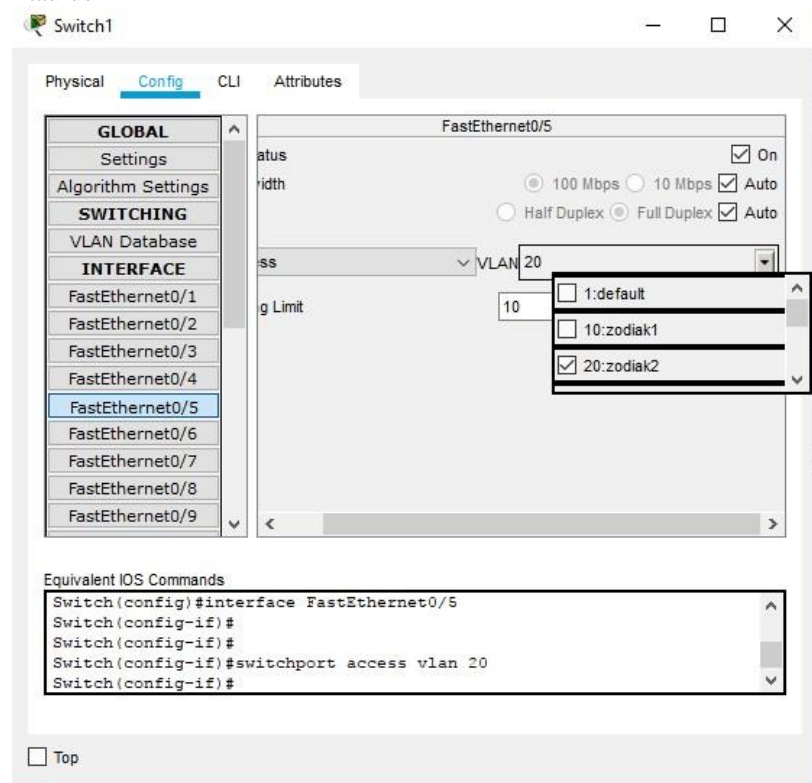 Switch1
Physical Config CLI Attributes
GLOBAL
Settings
Algorithm Settings
SWITCHING
VLAN Database
INTERFACE
FastEthernet0/1
FastEthernet0/2
FastEthernet0/3
FastEthernet0/4
FastEthernet0/5
FastEthernet0/6
FastEthernet0/7
FastEthernet0/8
FastEthernet0/9
FastEthernet0/5
atus On
idth 100 Mbps 10 Mbps Auto
Half Duplex Full Duplex Auto
ss VLAN 20
g Limit 10
1:default
10:zodiak1
20:zodiak2
Equivalent IOS Commands
Switch(config)#interface FastEthernet0/5
Switch(config-if)#
Switch(config-if)#
Switch(config-if)#switchport access vlan 20
Switch(config-if)#
Top